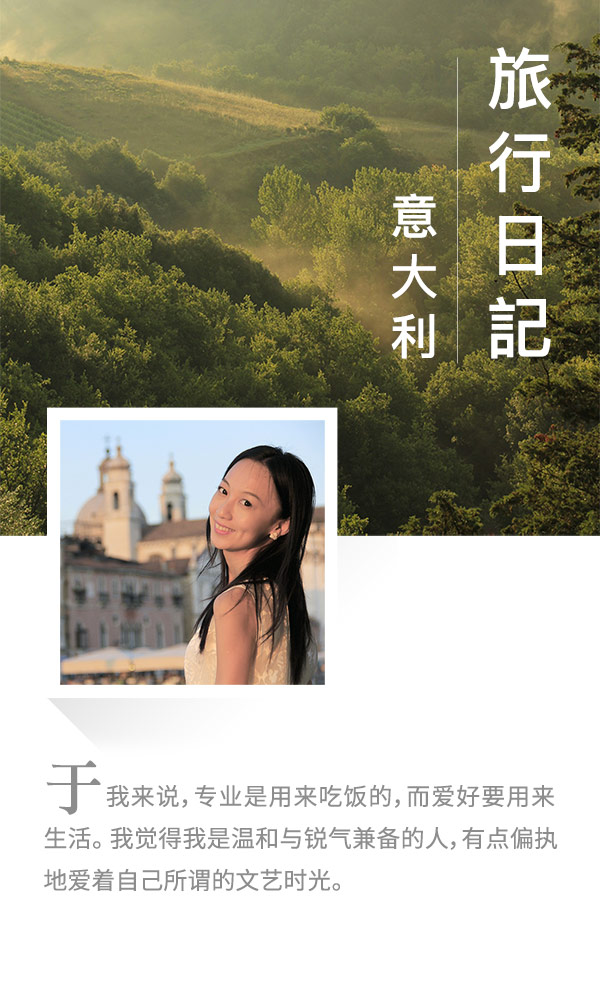 旅行日記
意大利
于我来说，专业是用来吃饭的，而爱好要用来
生活。我觉得我是温和与锐气兼备的人，有点偏执
地爱着自己所谓的文艺时光。